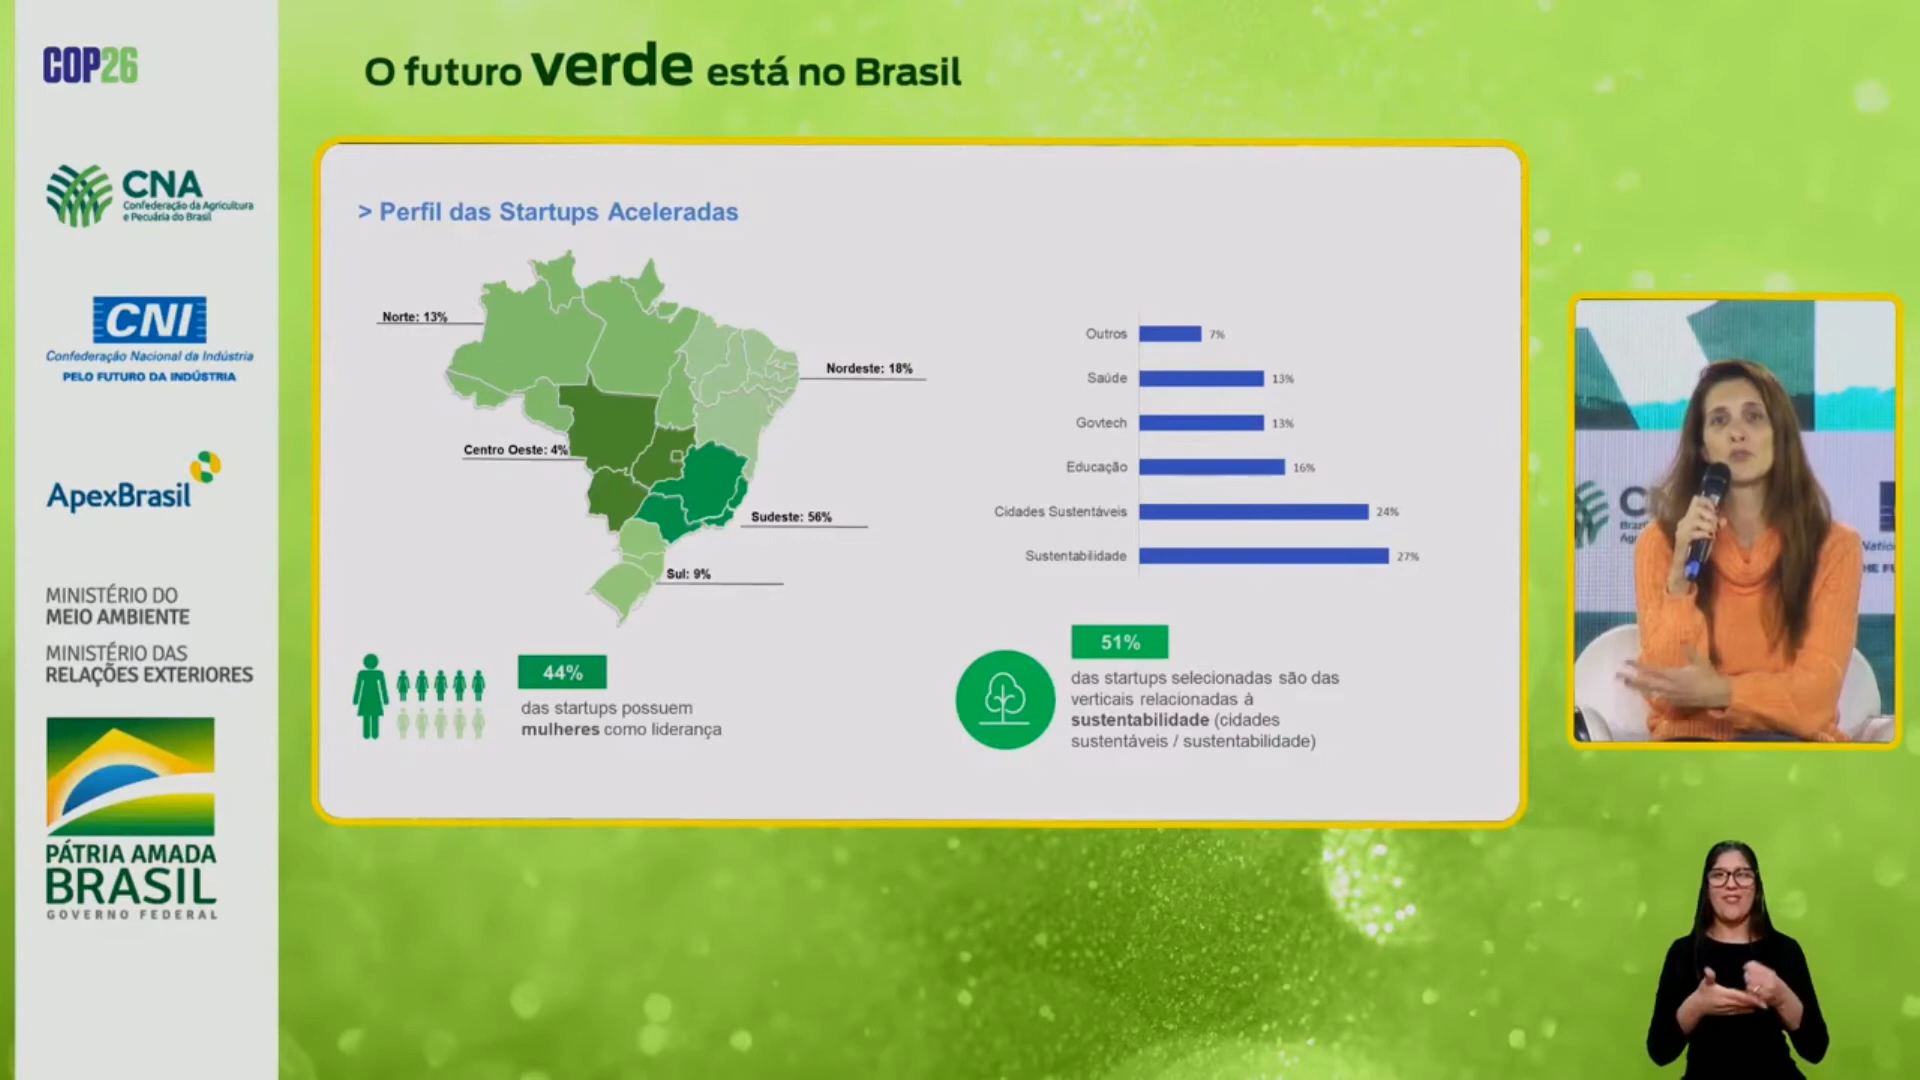 COP26
CNA
Confederação da Agricultura
e Pecuária do Brasil
CNI
Confederação Nacional da Indústria
PELO FUTURO DA INDÚSTRIA
ApexBrasil
MINISTÉRIO DO
MEIO AMBIENTE
MINISTÉRIO DAS
RELAÇÕES EXTERIORES
PÁTRIA AMADA
BRASIL
GOVERNO FEDERAL
O futuro verde está no Brasil
> Perfil das Startups Aceleradas
Norte: 13%
Nordeste: 18%
Centro Oeste: 4%
Sudeste: 56%
Sul: 9%
Outros 7%
Saúde 13%
Govtech 13%
Educação 16%
Cidades Sustentáveis 24%
Sustentabilidade 27%
44%
das startups possuem
mulheres como liderança
51%
das startups selecionadas são das
verticais relacionadas à
sustentabilidade (cidades
sustentáveis / sustentabilidade)